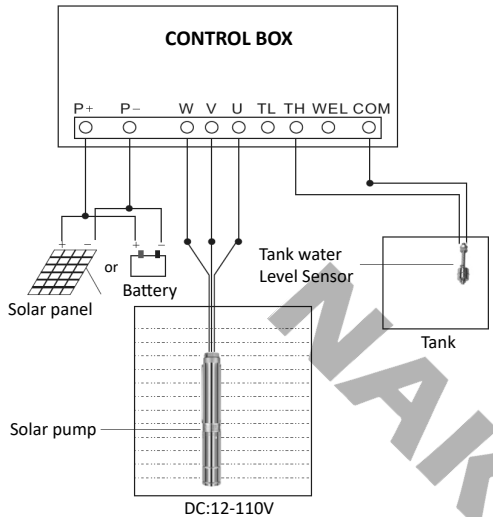 CONTROL BOX
P+ P- W V U TL TH WEL COM
+ - + -
or
Solar panel
Battery
Tank water
Level Sensor
Tank
Solar pump
DC:12-110V
NAK